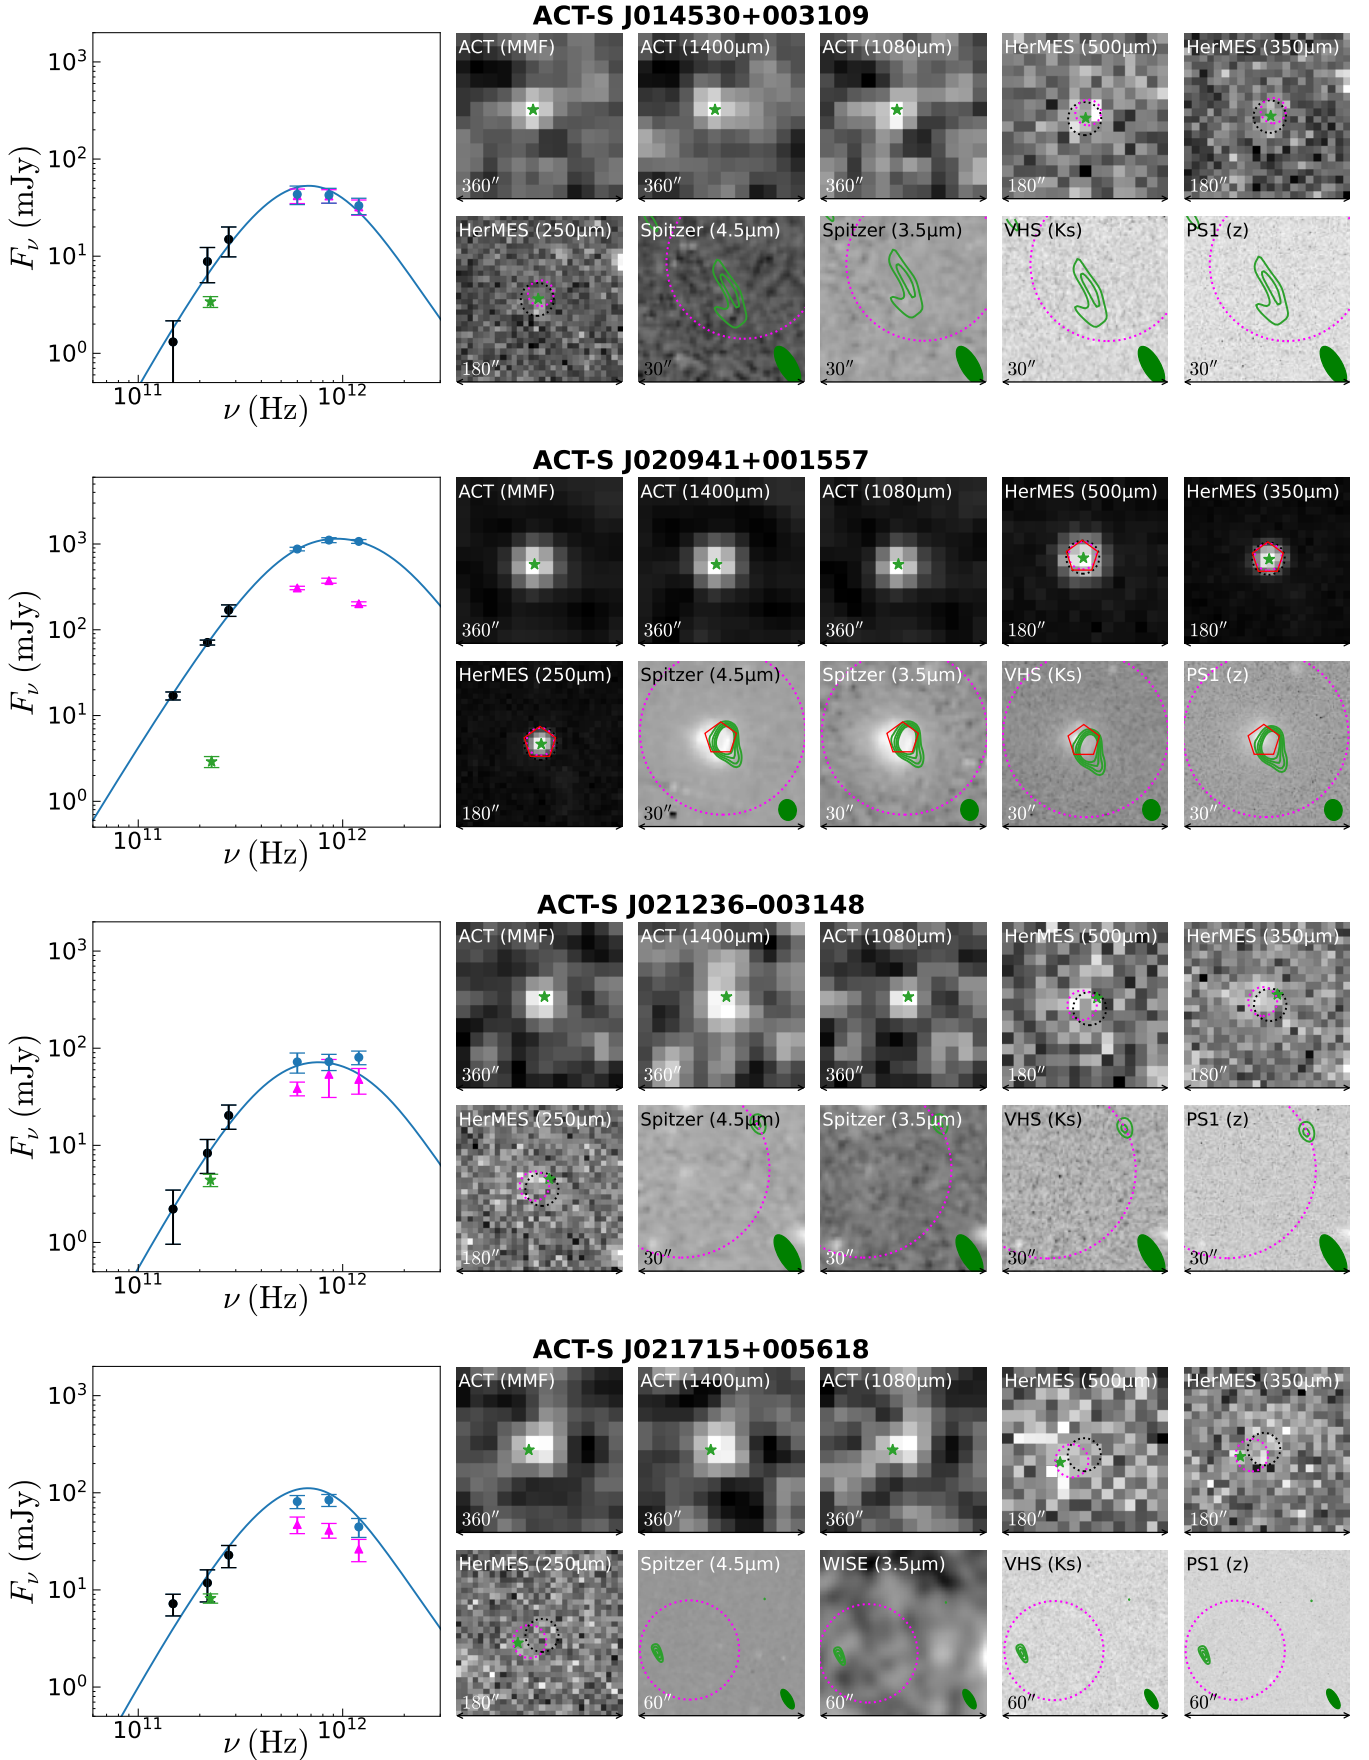 ACT-S J014530+003109
ACT (MMF)
360″
ACT (1400μm)
360″
ACT (1080μm)
360″
HerMES (500μm)
180″
HerMES (350μm)
180″
HerMES (250μm)
180″
Spitzer (4.5μm)
30″
Spitzer (3.5μm)
30″
VHS (Ks)
30″
PS1 (z)
30″
10³
10²
10¹
10⁰
Fν (mJy)
10¹¹
10¹²
ν (Hz)
ACT-S J020941+001557
ACT (MMF)
360″
ACT (1400μm)
360″
ACT (1080μm)
360″
HerMES (500μm)
180″
HerMES (350μm)
180″
HerMES (250μm)
180″
Spitzer (4.5μm)
30″
Spitzer (3.5μm)
30″
VHS (Ks)
30″
PS1 (z)
30″
10³
10²
10¹
10⁰
Fν (mJy)
10¹¹
10¹²
ν (Hz)
ACT-S J021236–003148
ACT (MMF)
360″
ACT (1400μm)
360″
ACT (1080μm)
360″
HerMES (500μm)
180″
HerMES (350μm)
180″
HerMES (250μm)
180″
Spitzer (4.5μm)
30″
Spitzer (3.5μm)
30″
VHS (Ks)
30″
PS1 (z)
30″
10³
10²
10¹
10⁰
Fν (mJy)
10¹¹
10¹²
ν (Hz)
ACT-S J021715+005618
ACT (MMF)
360″
ACT (1400μm)
360″
ACT (1080μm)
360″
HerMES (500μm)
180″
HerMES (350μm)
180″
HerMES (250μm)
180″
Spitzer (4.5μm)
60″
WISE (3.5μm)
60″
VHS (Ks)
60″
PS1 (z)
60″
10³
10²
10¹
10⁰
Fν (mJy)
10¹¹
10¹²
ν (Hz)